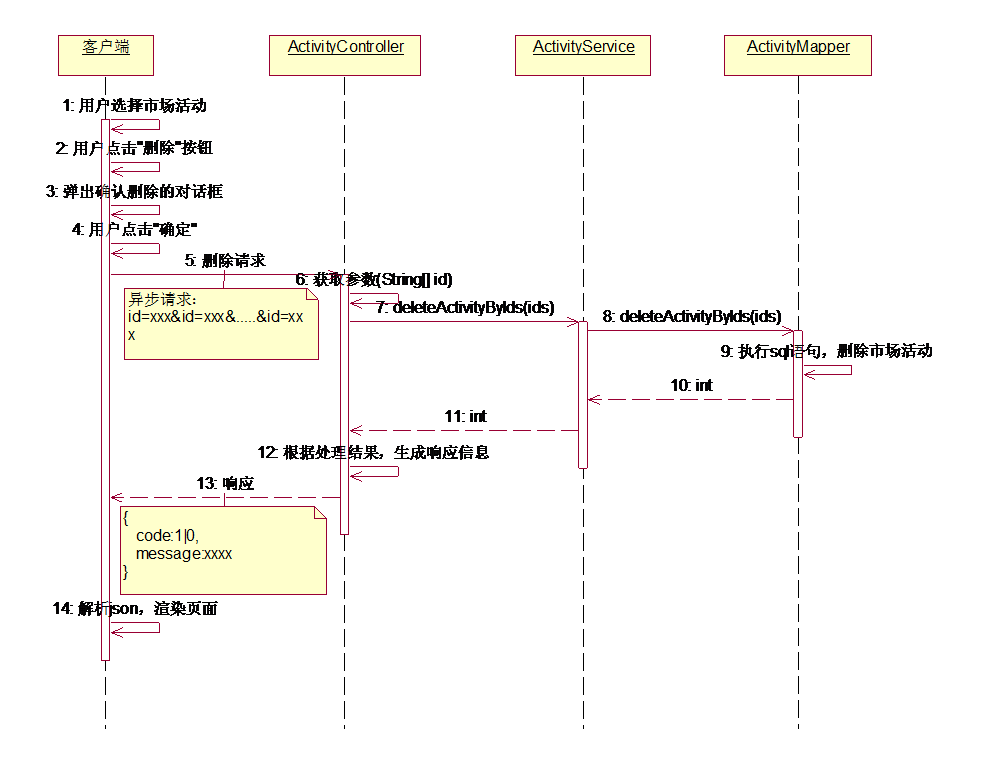 客户端
ActivityController
ActivityService
ActivityMapper
1: 用户选择市场活动
2: 用户点击"删除"按钮
3: 弹出确认删除的对话框
4: 用户点击"确定"
5: 删除请求
6: 获取参数(String[] id)
异步请求：
id=xxx&id=xxx&.....&id=xx
x
7: deleteActivityByIds(ids)
8: deleteActivityByIds(ids)
9: 执行sql语句，删除市场活动
10: int
11: int
12: 根据处理结果，生成响应信息
13: 响应
{
code:1|0,
message:xxxx
}
14: 解析json，渲染页面